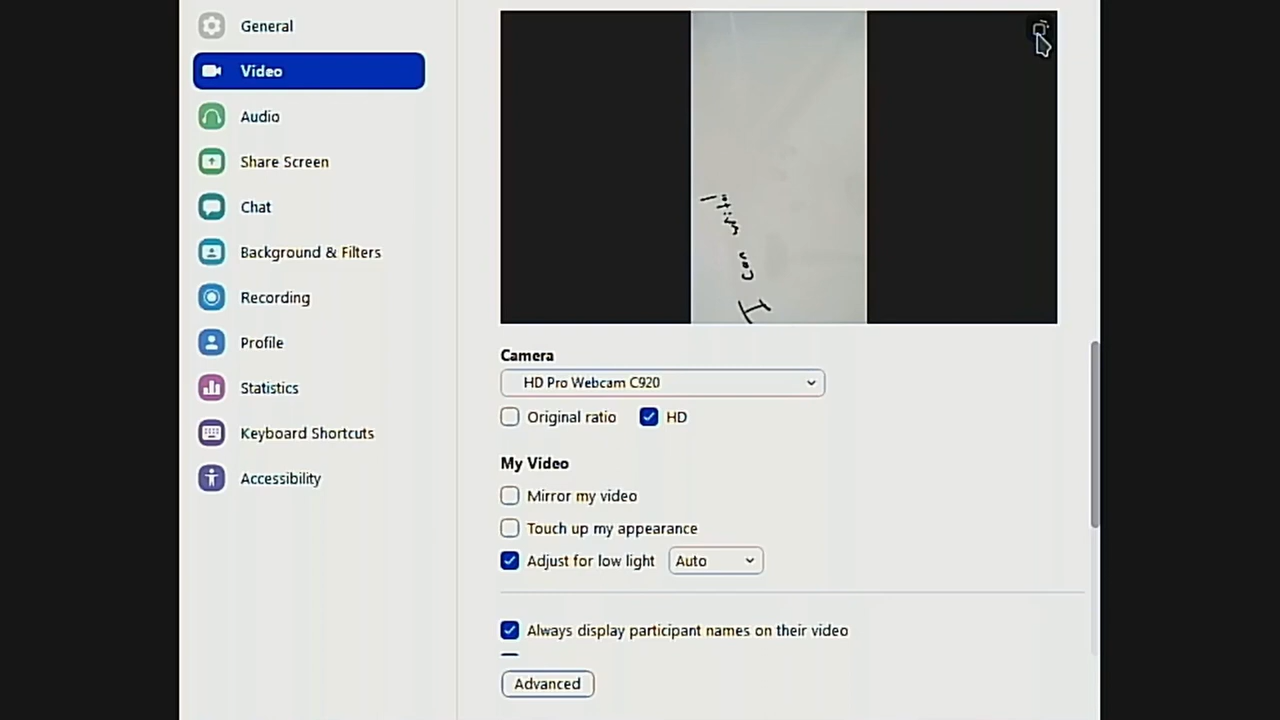 General
Video
Audio
Share Screen
Chat
Background & Filters
Recording
Profile
Statistics
Keyboard Shortcuts
Accessibility
I can
Camera
HD Pro Webcam C920
Original ratio
HD
My Video
Mirror my video
Touch up my appearance
Adjust for low light
Auto
Always display participant names on their video
Advanced